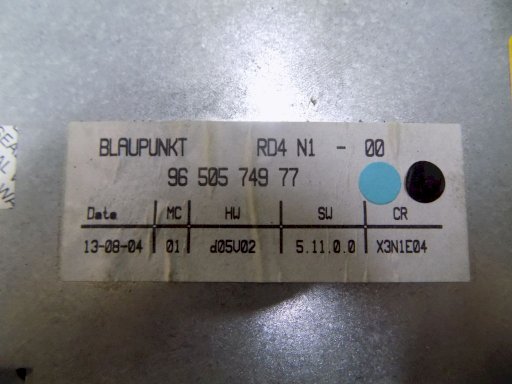 BLAUPUNKT RD4 N1 - 00
96 505 749 77
Date MC HW SW CR
13-08-04 01 d05V02 5.11.0.0 X3N1E04